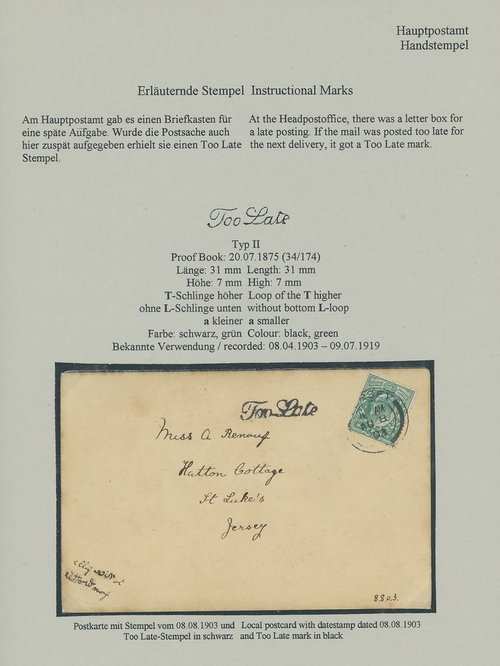 Hauptpostamt
Handstempel
Erläuternde Stempel Instructional Marks
Am Hauptpostamt gab es einen Briefkasten für
eine späte Aufgabe. Wurde die Postsache auch
hier zuspät aufgegeben erhielt sie einen Too Late
Stempel.
At the Headpostoffice, there was a letter box for
a late posting. If the mail was posted too late for
the next delivery, it got a Too Late mark.
Too Late
Typ II
Proof Book: 20.07.1875 (34/174)
Länge: 31 mm Length: 31 mm
Höhe: 7 mm High: 7 mm
T-Schlinge höher Loop of the T higher
ohne L-Schlinge unten without bottom L-loop
a kleiner a smaller
Farbe: schwarz, grün Colour: black, green
Bekannte Verwendung / recorded: 08.04.1903 – 09.07.1919
Too Late
Miss A Renouf
Hatton Cottage
St Luke's
Jersey
8.8.03.
Postkarte mit Stempel vom 08.08.1903 und Local postcard with datestamp dated 08.08.1903
Too Late-Stempel in schwarz and Too Late mark in black